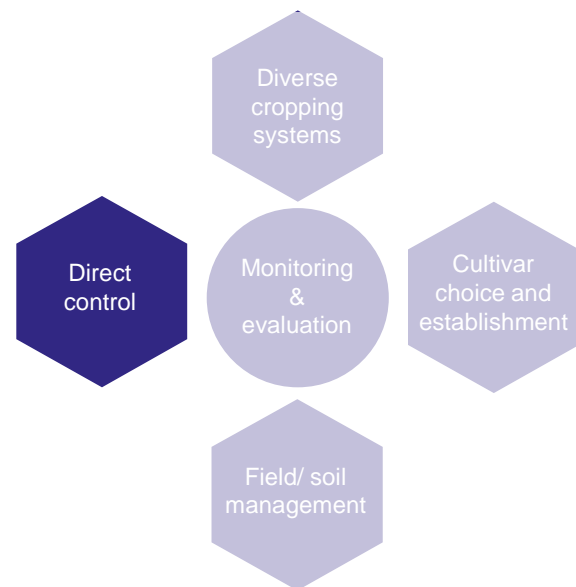 Diverse
cropping
systems
Direct
control
Monitoring
&
evaluation
Cultivar
choice and
establishment
Field/ soil
management